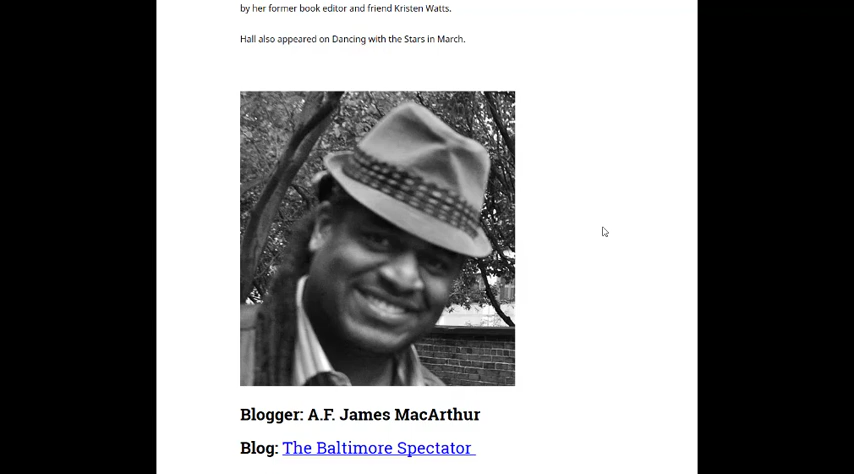 by her former book editor and friend Kristen Watts.
Hall also appeared on Dancing with the Stars in March.
Blogger: A.F. James MacArthur
Blog: The Baltimore Spectator